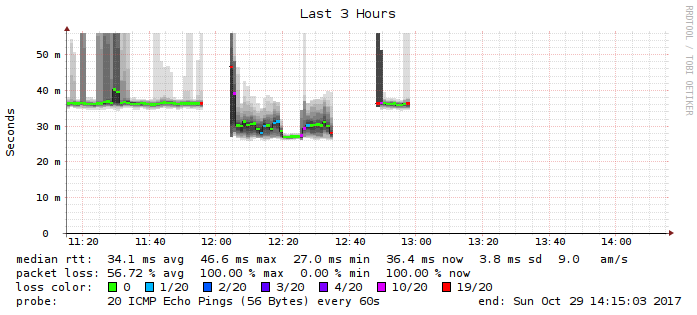 Last 3 Hours
RRDTOOL / TOBI OETIKER
Seconds
50 m
40 m
30 m
20 m
10 m
0
11:20 11:40 12:00 12:20 12:40 13:00 13:20 13:40 14:00
median rtt: 34.1 ms avg 46.6 ms max 27.0 ms min 36.4 ms now 3.8 ms sd 9.0 am/s
packet loss: 56.72 % avg 100.00 % max 0.00 % min 100.00 % now
loss color: 0 1/20 2/20 3/20 4/20 10/20 19/20
probe: 20 ICMP Echo Pings (56 Bytes) every 60s end: Sun Oct 29 14:15:03 2017